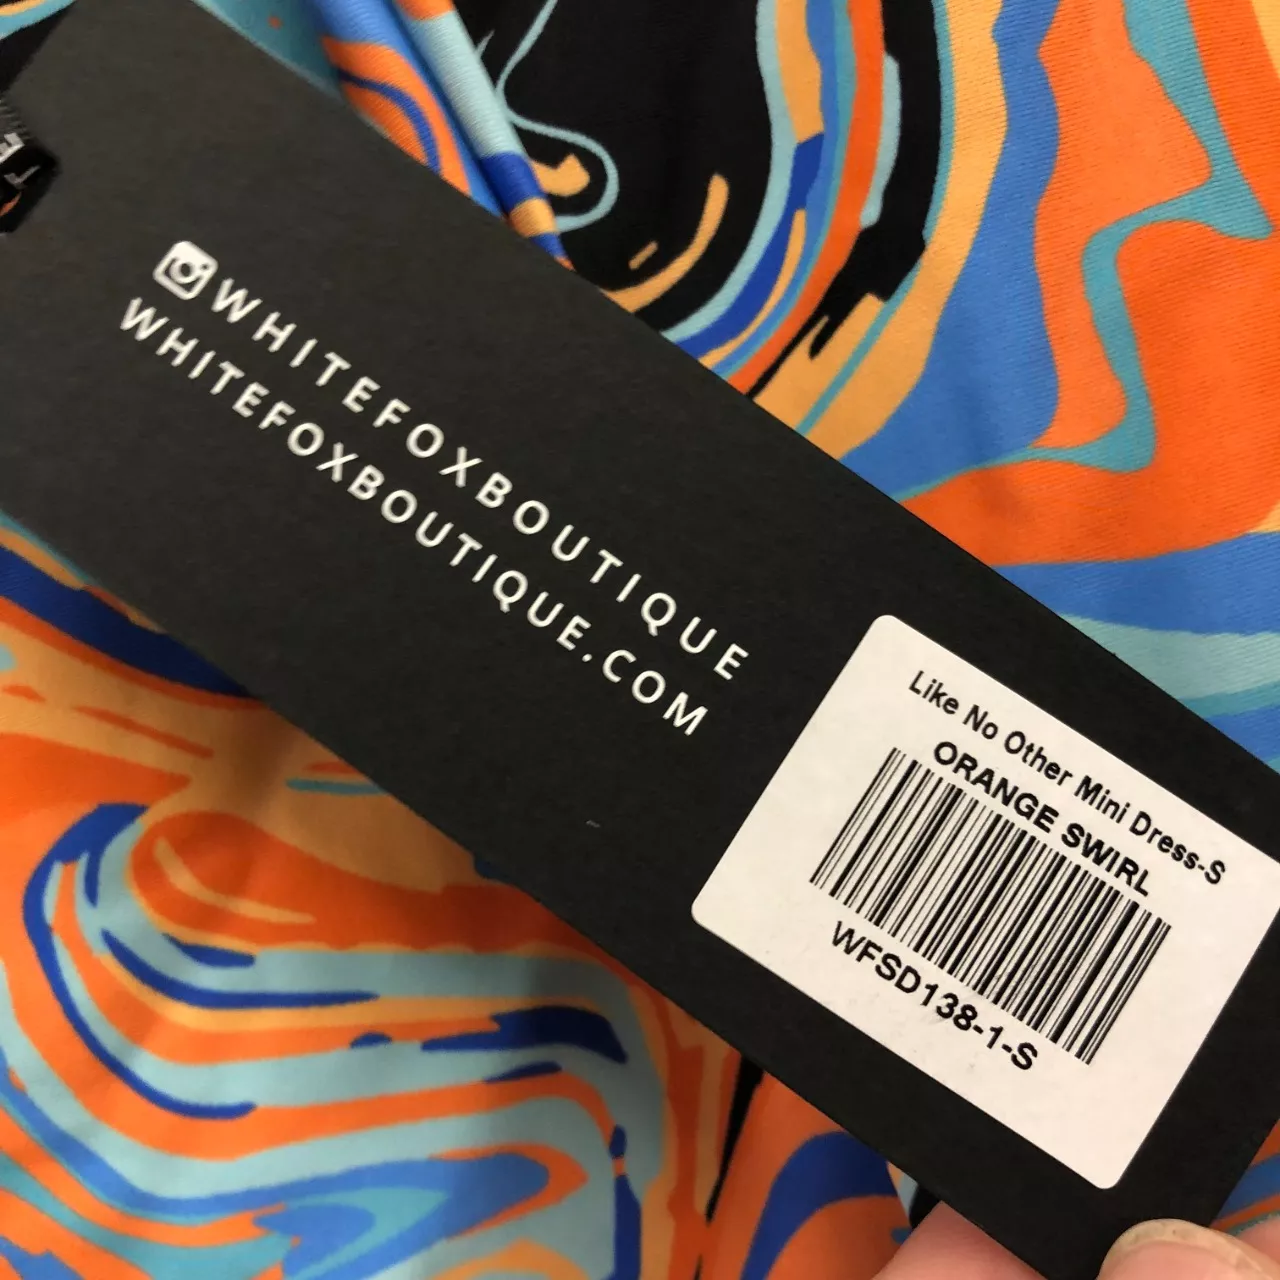 WHITEFOXBOUTIQUE
WHITEFOXBOUTIQUE.COM
Like No Other Mini Dress-S
ORANGE SWIRL
WFSD138-1-S